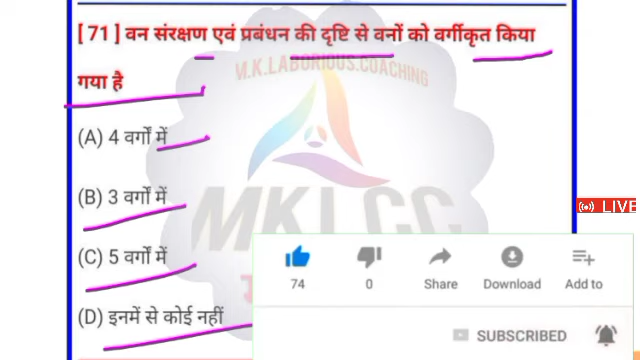 [ 71 ] वन संरक्षण एवं प्रबंधन की दृष्टि से वनों को वर्गीकृत किया
गया है
M.K.LABORIOUS.COACHING
(A) 4 वर्गों में
(B) 3 वर्गों में
MKLCC
LIVE
(C) 5 वर्गों में
74 0 Share Download Add to
(D) इनमें से कोई नहीं
SUBSCRIBED